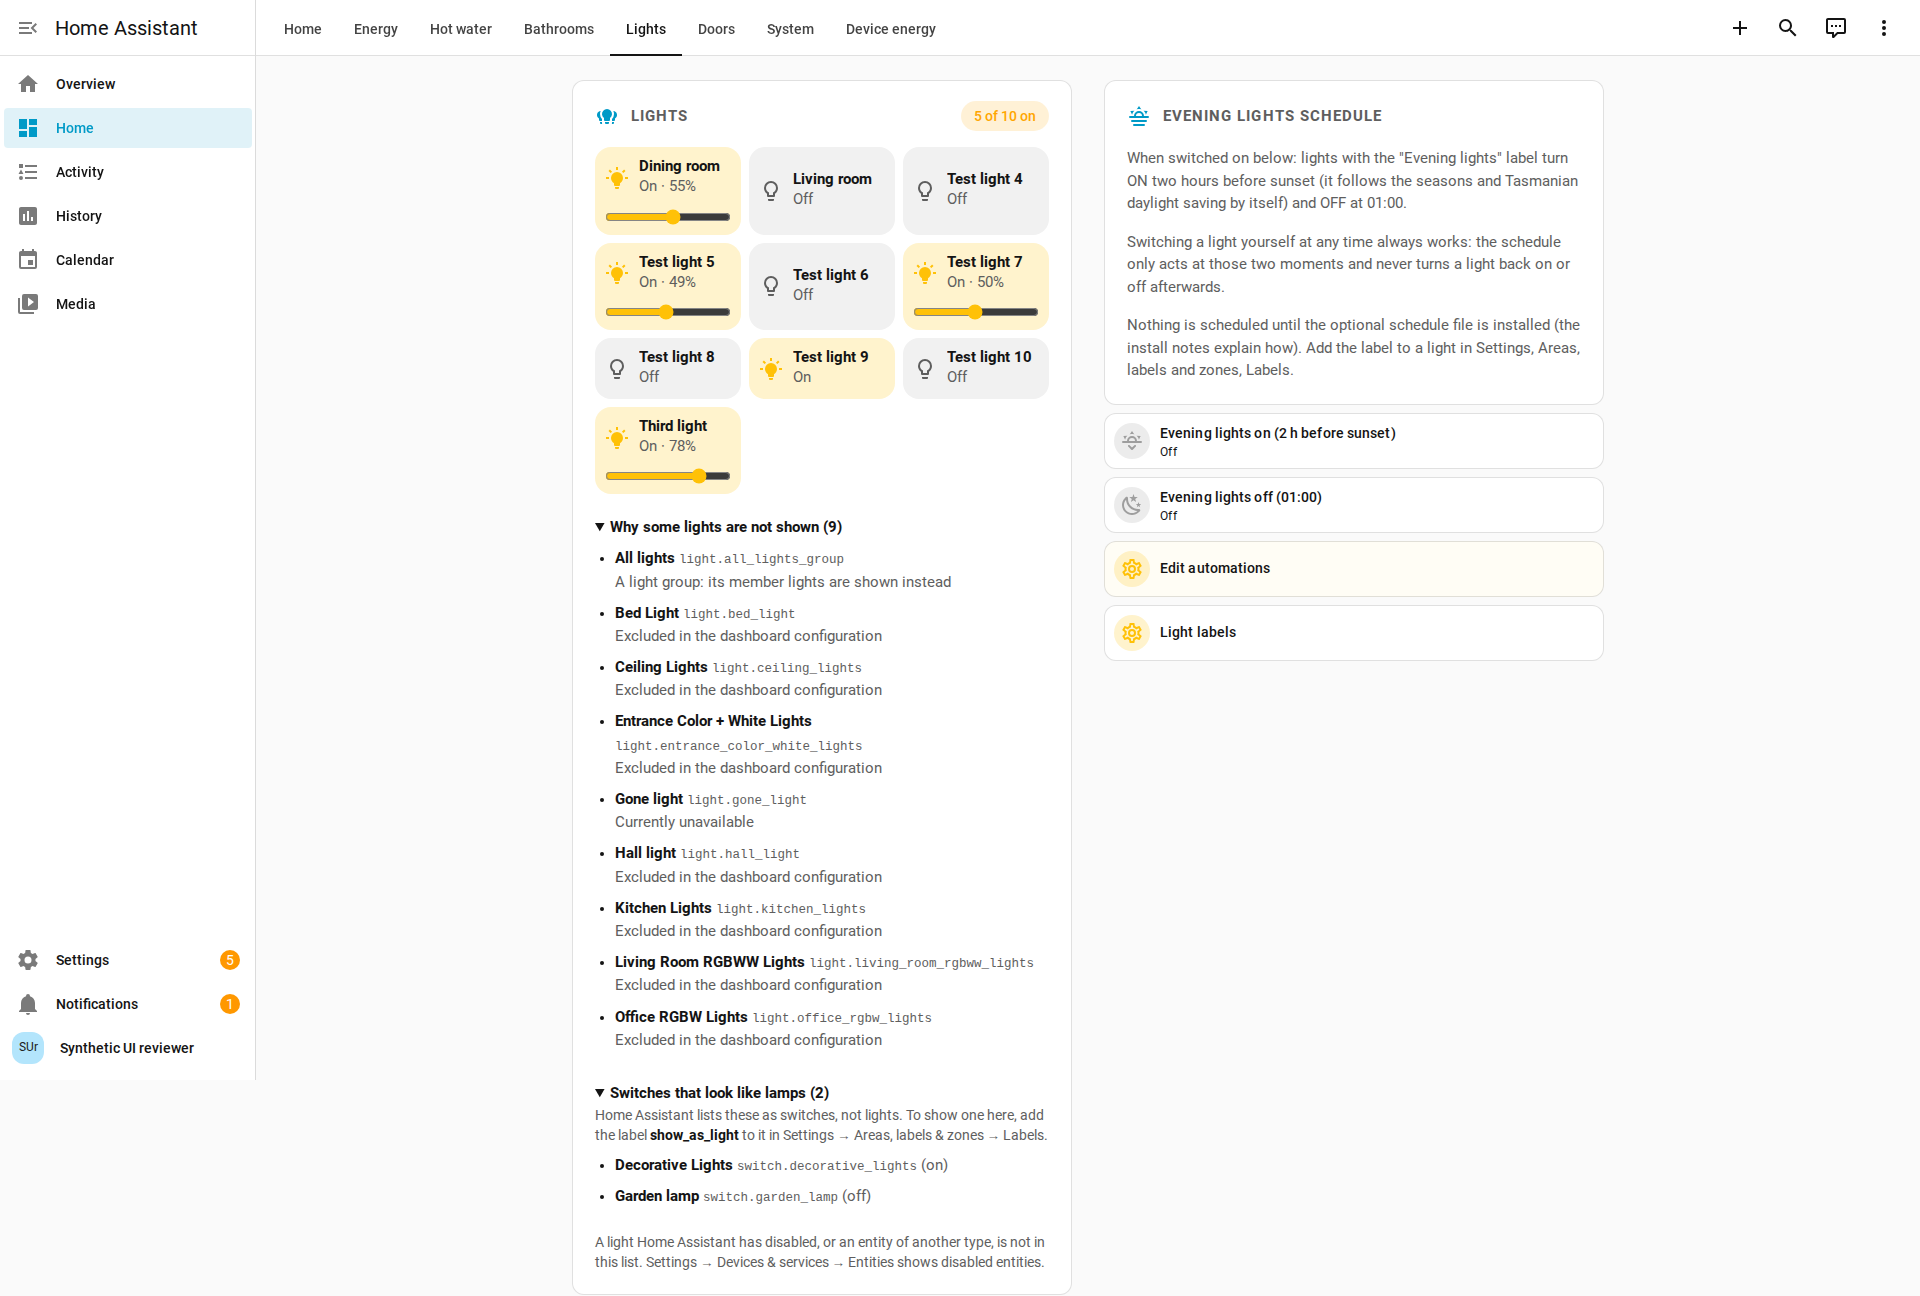 Home Assistant
Home
Energy
Hot water
Bathrooms
Lights
Doors
System
Device energy
Overview
Home
Activity
History
Calendar
Media
Settings
5
Notifications
1
SUr
Synthetic UI reviewer
LIGHTS
5 of 10 on
Dining room
On · 55%
Living room
Off
Test light 4
Off
Test light 5
On · 49%
Test light 6
Off
Test light 7
On · 50%
Test light 8
Off
Test light 9
On
Test light 10
Off
Third light
On · 78%
Why some lights are not shown (9)
All lights light.all_lights_group
A light group: its member lights are shown instead
Bed Light light.bed_light
Excluded in the dashboard configuration
Ceiling Lights light.ceiling_lights
Excluded in the dashboard configuration
Entrance Color + White Lights
light.entrance_color_white_lights
Excluded in the dashboard configuration
Gone light light.gone_light
Currently unavailable
Hall light light.hall_light
Excluded in the dashboard configuration
Kitchen Lights light.kitchen_lights
Excluded in the dashboard configuration
Living Room RGBWW Lights light.living_room_rgbww_lights
Excluded in the dashboard configuration
Office RGBW Lights light.office_rgbw_lights
Excluded in the dashboard configuration
Switches that look like lamps (2)
Home Assistant lists these as switches, not lights. To show one here, add
the label show_as_light to it in Settings → Areas, labels & zones → Labels.
Decorative Lights switch.decorative_lights (on)
Garden lamp switch.garden_lamp (off)
A light Home Assistant has disabled, or an entity of another type, is not in
this list. Settings → Devices & services → Entities shows disabled entities.
EVENING LIGHTS SCHEDULE
When switched on below: lights with the "Evening lights" label turn
ON two hours before sunset (it follows the seasons and Tasmanian
daylight saving by itself) and OFF at 01:00.
Switching a light yourself at any time always works: the schedule
only acts at those two moments and never turns a light back on or
off afterwards.
Nothing is scheduled until the optional schedule file is installed (the
install notes explain how). Add the label to a light in Settings, Areas,
labels and zones, Labels.
Evening lights on (2 h before sunset)
Off
Evening lights off (01:00)
Off
Edit automations
Light labels